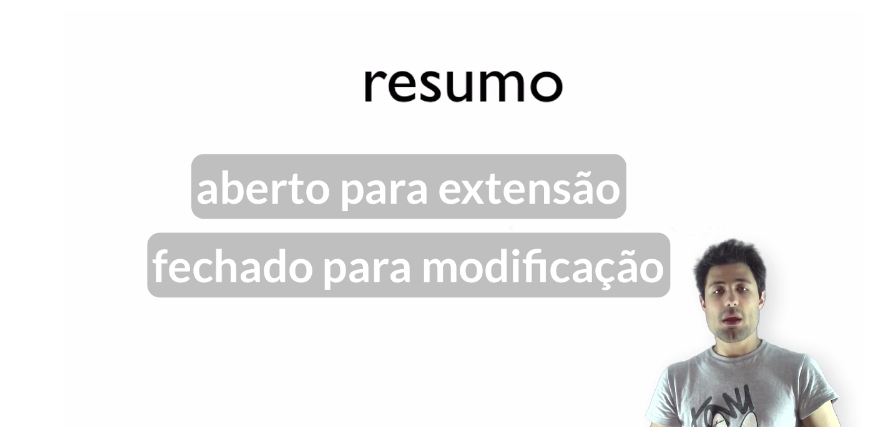 resumo
aberto para extensão
fechado para modificação